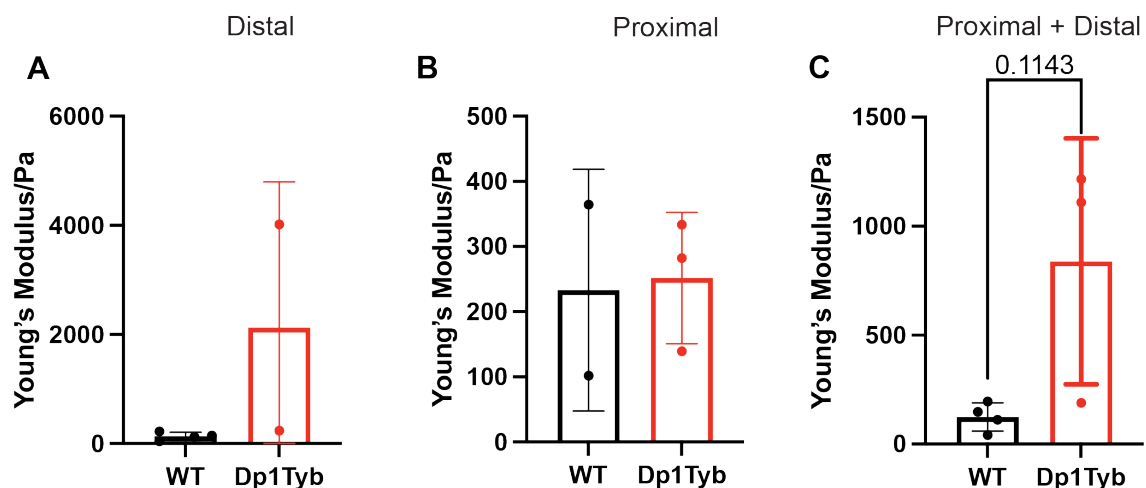 Distal
A
Young's Modulus/Pa
6000
4000
2000
0
WT Dp1Tyb
Proximal
B
Young's Modulus/Pa
500
400
300
200
100
0
WT Dp1Tyb
Proximal + Distal
C
0.1143
Young's Modulus/Pa
1500
1000
500
0
WT Dp1Tyb